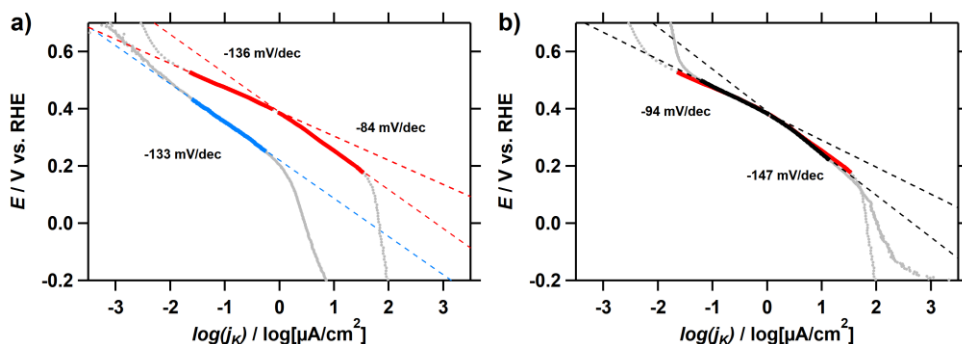 a)
0.6
0.4
0.2
0.0
-0.2
E / V vs. RHE
-136 mV/dec
-84 mV/dec
-133 mV/dec
-3 -2 -1 0 1 2 3
log(jK) / log[µA/cm2]
b)
0.6
0.4
0.2
0.0
-0.2
E / V vs. RHE
-94 mV/dec
-147 mV/dec
-3 -2 -1 0 1 2 3
log(jK) / log[µA/cm2]